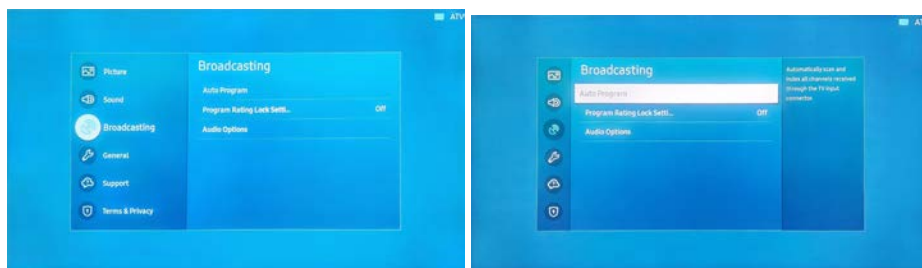 ATV
Picture
Sound
Broadcasting
General
Support
Terms & Privacy
Broadcasting
Auto Program
Program Rating Lock Setti... Off
Audio Options
Broadcasting
Auto Program
Program Rating Lock Setti... Off
Audio Options
Automatically scan and
index all channels received
through the TV input
connector.